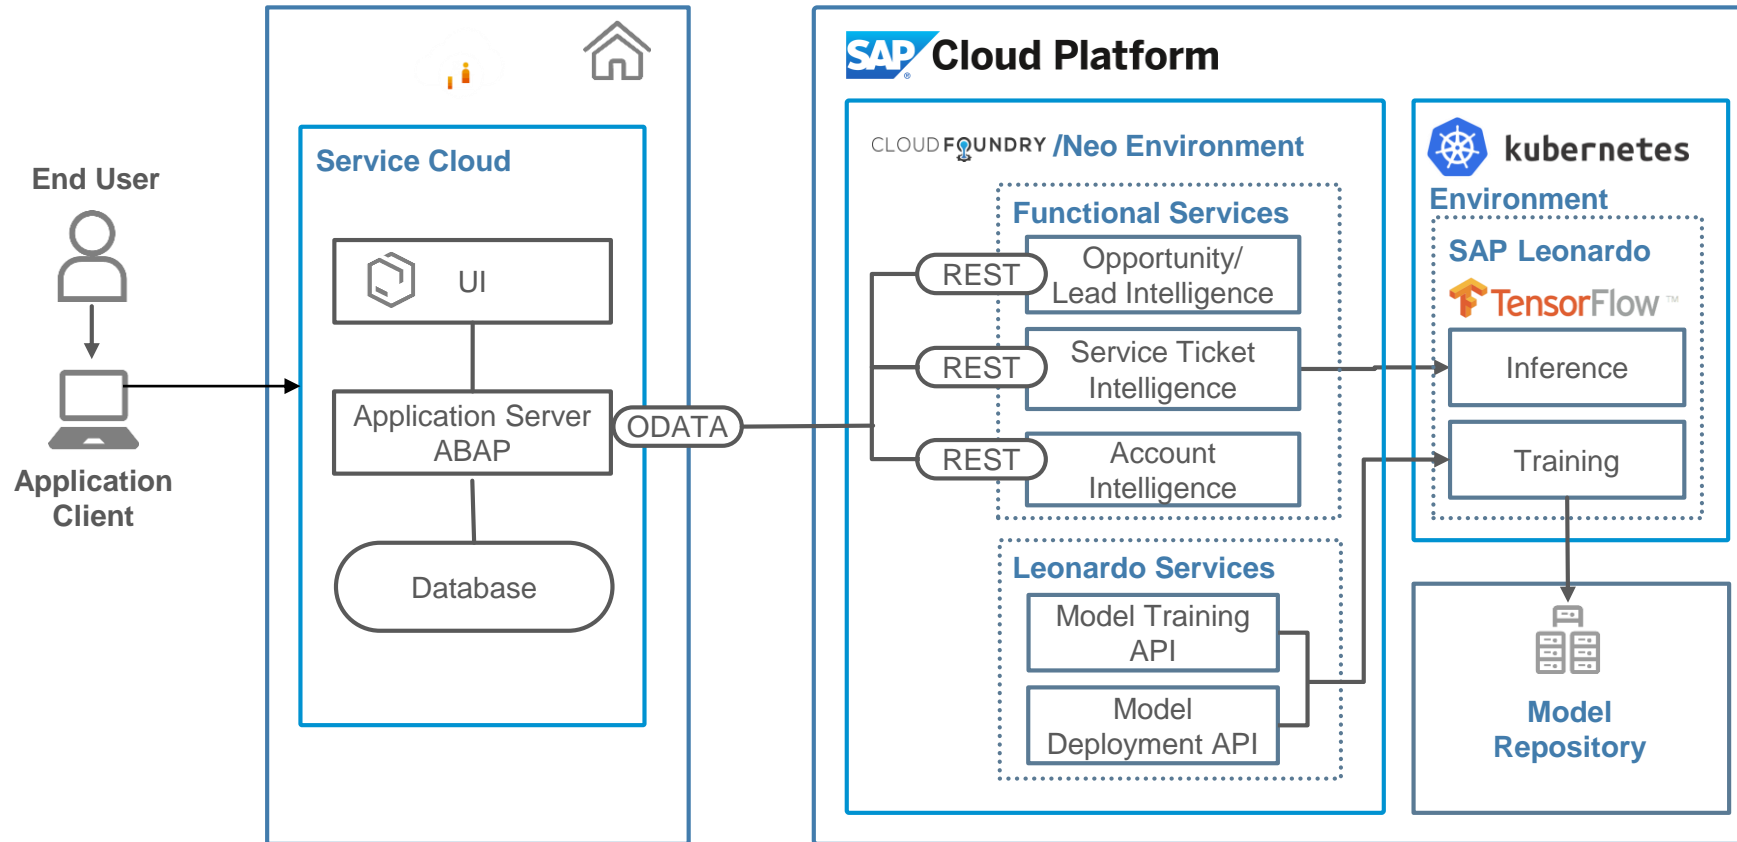 End User
Application
Client
Service Cloud
UI
Application Server
ABAP
ODATA
Database
SAP Cloud Platform
CLOUD FOUNDRY /Neo Environment
Functional Services
REST
Opportunity/
Lead Intelligence
REST
Service Ticket
Intelligence
REST
Account
Intelligence
Leonardo Services
Model Training
API
Model
Deployment API
kubernetes
Environment
SAP Leonardo
TensorFlow ™
Inference
Training
Model
Repository